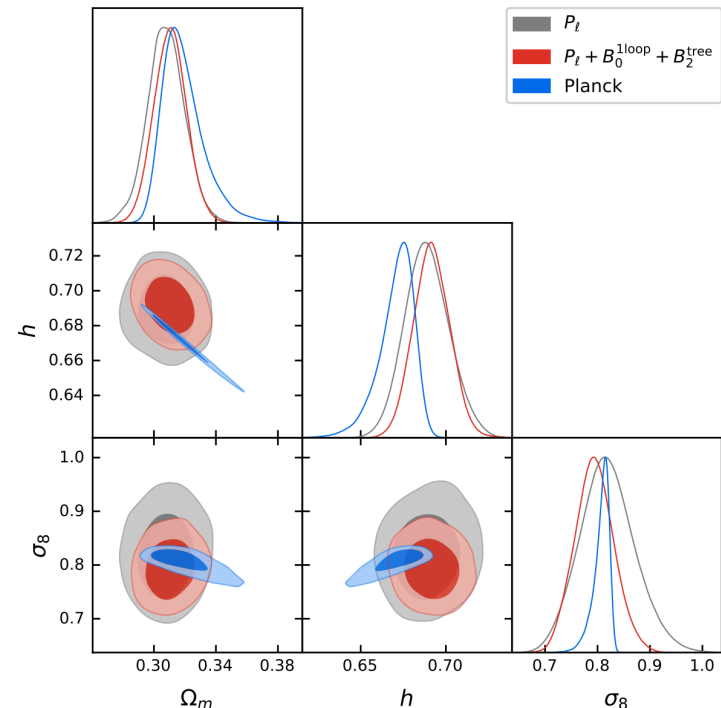 P_ℓ
P_ℓ + B_0^{1loop} + B_2^{tree}
Planck
0.72
0.70
0.68
0.66
0.64
h
1.0
0.9
0.8
0.7
σ_8
0.30 0.34 0.38
0.65 0.70
0.7 0.8 0.9 1.0
Ω_m
h
σ_8